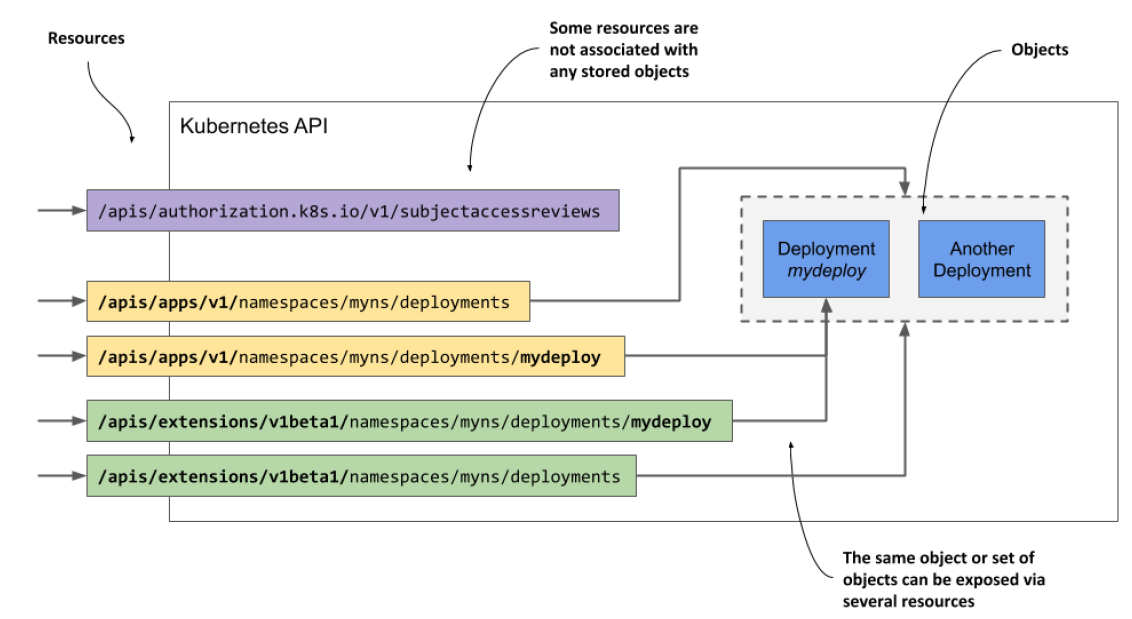 Resources
Some resources are
not associated with
any stored objects
Objects
Kubernetes API
/apis/authorization.k8s.io/v1/subjectaccessreviews
Deployment
mydeploy
Another
Deployment
/apis/apps/v1/namespaces/myns/deployments
/apis/apps/v1/namespaces/myns/deployments/mydeploy
/apis/extensions/v1beta1/namespaces/myns/deployments/mydeploy
/apis/extensions/v1beta1/namespaces/myns/deployments
The same object or set of
objects can be exposed via
several resources